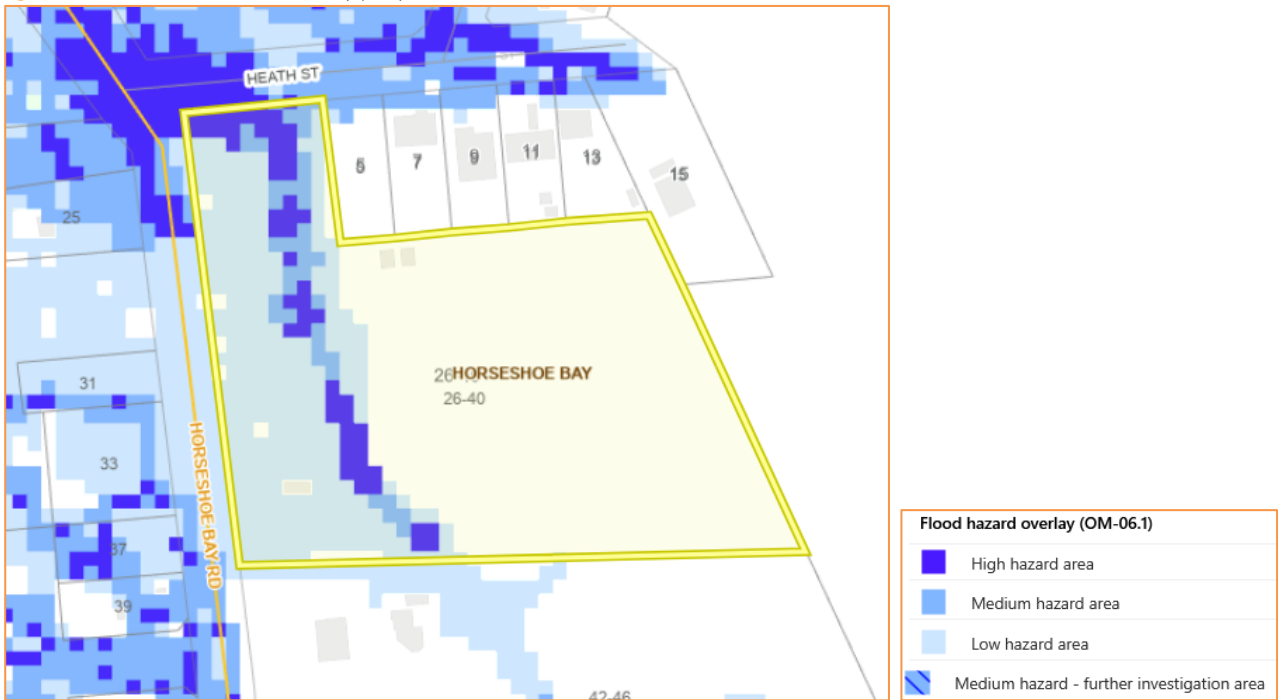 HEATH ST
5
7
9
11
13
15
25
HORSESHOE BAY
26-40
31
33
HORSESHOE BAY RD
37
39
42-46
Flood hazard overlay (OM-06.1)
High hazard area
Medium hazard area
Low hazard area
Medium hazard - further investigation area